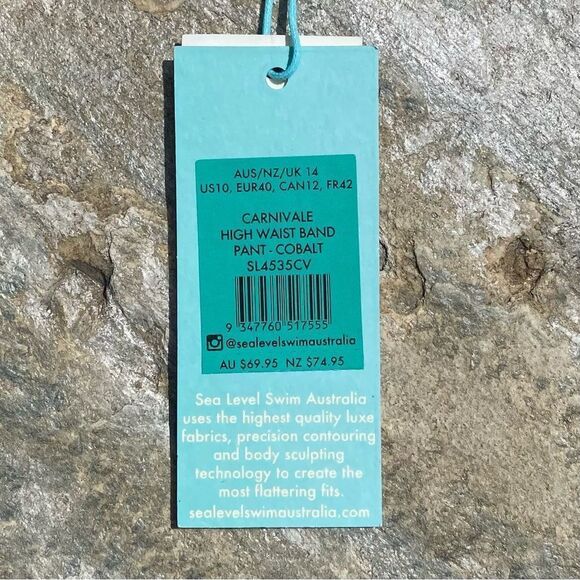 AUS/NZ/UK 14
US10, EUR40, CAN12, FR42
CARNIVALE
HIGH WAIST BAND
PANT - COBALT
SL4535CV
9 347760 517555
@sealevelswimaustralia
AU $69.95 NZ $74.95
Sea Level Swim Australia
uses the highest quality luxe
fabrics, precision contouring
and body sculpting
technology to create the
most flattering fits.
sealevelswimaustralia.com